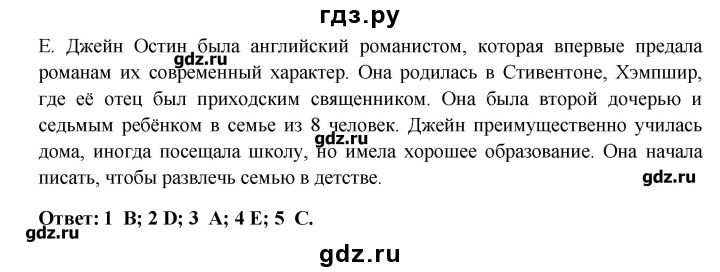 гдз.ру
Е. Джейн Остин была английский романистом, которая впервые предала
gdz.ru
романам их современный характер. Она родилась в Стивентоне, Хэмпшир,
где её отец был приходским священником. Она была второй дочерью и
седьмым ребёнком в семье из 8 человек. Джейн преимущественно училась
дома, иногда посещала школу, но имела хорошее образование. Она начала
gdz.ru
писать, чтобы развлечь семью в детстве.
gdz.ru
Ответ: 1 B; 2 D; 3 A; 4 E; 5 C.
gdz.ru
gdz.ru